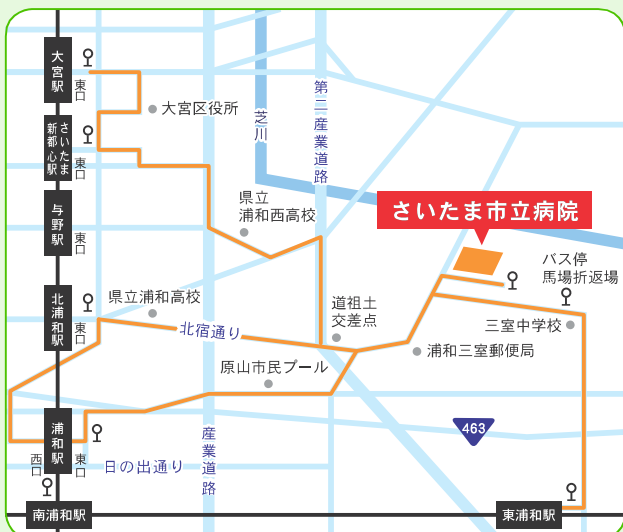 大宮駅
東口
大宮区役所
さいたま
新都心駅
東口
芝川
第二産業道路
与野駅
東口
県立
浦和西高校
さいたま市立病院
バス停
馬場折返場
北浦和駅
東口
県立浦和高校
北宿通り
道祖土
交差点
三室中学校
浦和三室郵便局
原山市民プール
463
浦和駅
西口
東口
日の出通り
産業道路
南浦和駅
東浦和駅